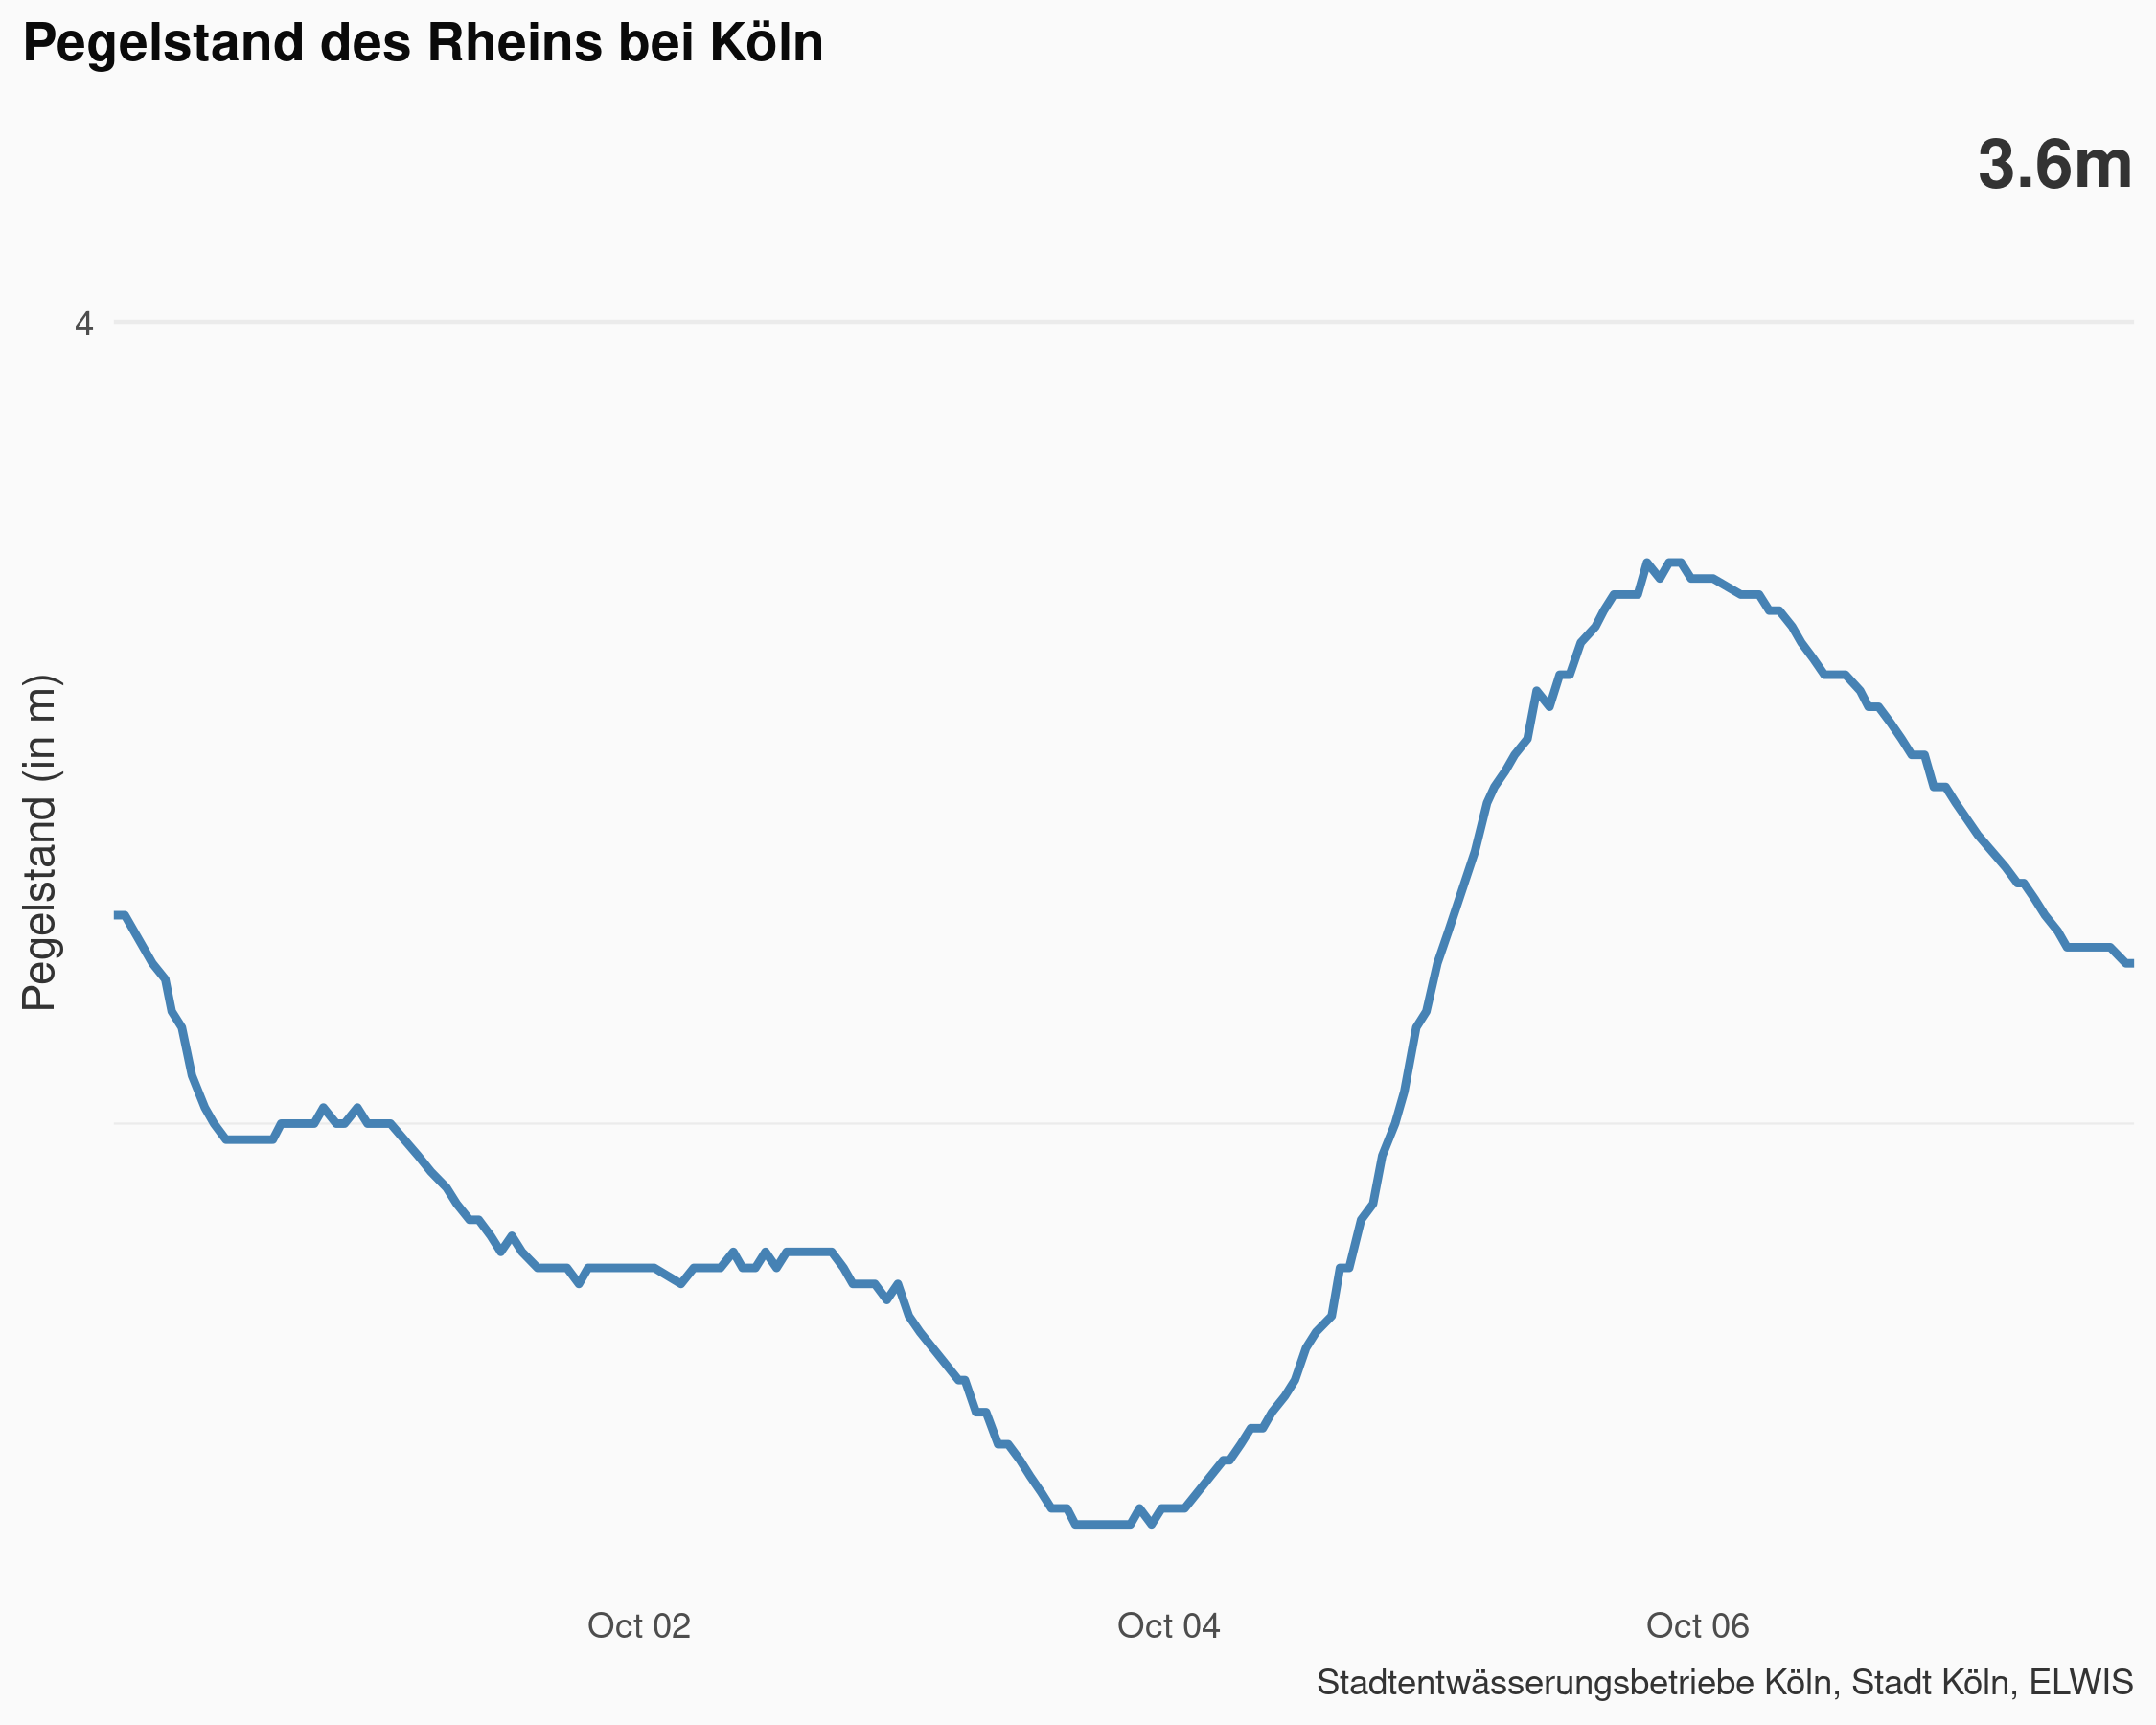 Pegelstand des Rheins bei Köln
3.6m
4
Pegelstand (in m)
Oct 02
Oct 04
Oct 06
Stadtentwässerungsbetriebe Köln, Stadt Köln, ELWIS